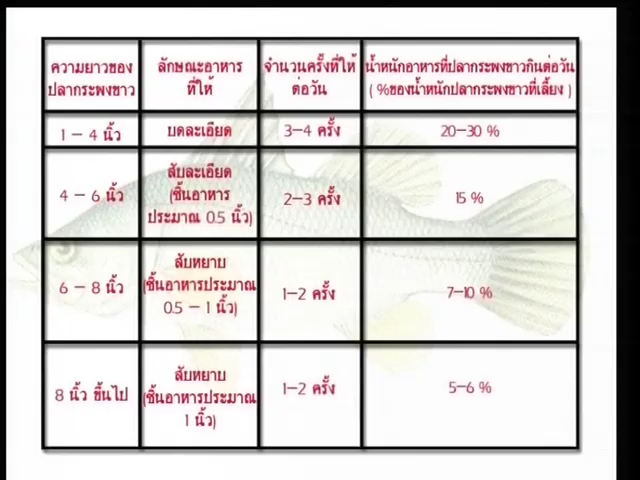 ความยาวของ
ปลากระพงขาว
ลักษณะอาหาร
ที่ให้
จำนวนครั้งที่ให้
ต่อวัน
น้ำหนักอาหารที่ปลากระพงขาวกินต่อวัน
( %ของน้ำหนักปลากระพงขาวที่เลี้ยง )
1 – 4 นิ้ว
บดละเอียด
3–4 ครั้ง
20–30 %
4 – 6 นิ้ว
สับละเอียด
(ชิ้นอาหาร
ประมาณ 0.5 นิ้ว)
2–3 ครั้ง
15 %
6 – 8 นิ้ว
สับหยาบ
(ชิ้นอาหารประมาณ
0.5 – 1 นิ้ว)
1–2 ครั้ง
7–10 %
8 นิ้ว ขึ้นไป
สับหยาบ
(ชิ้นอาหารประมาณ
1 นิ้ว)
1–2 ครั้ง
5–6 %